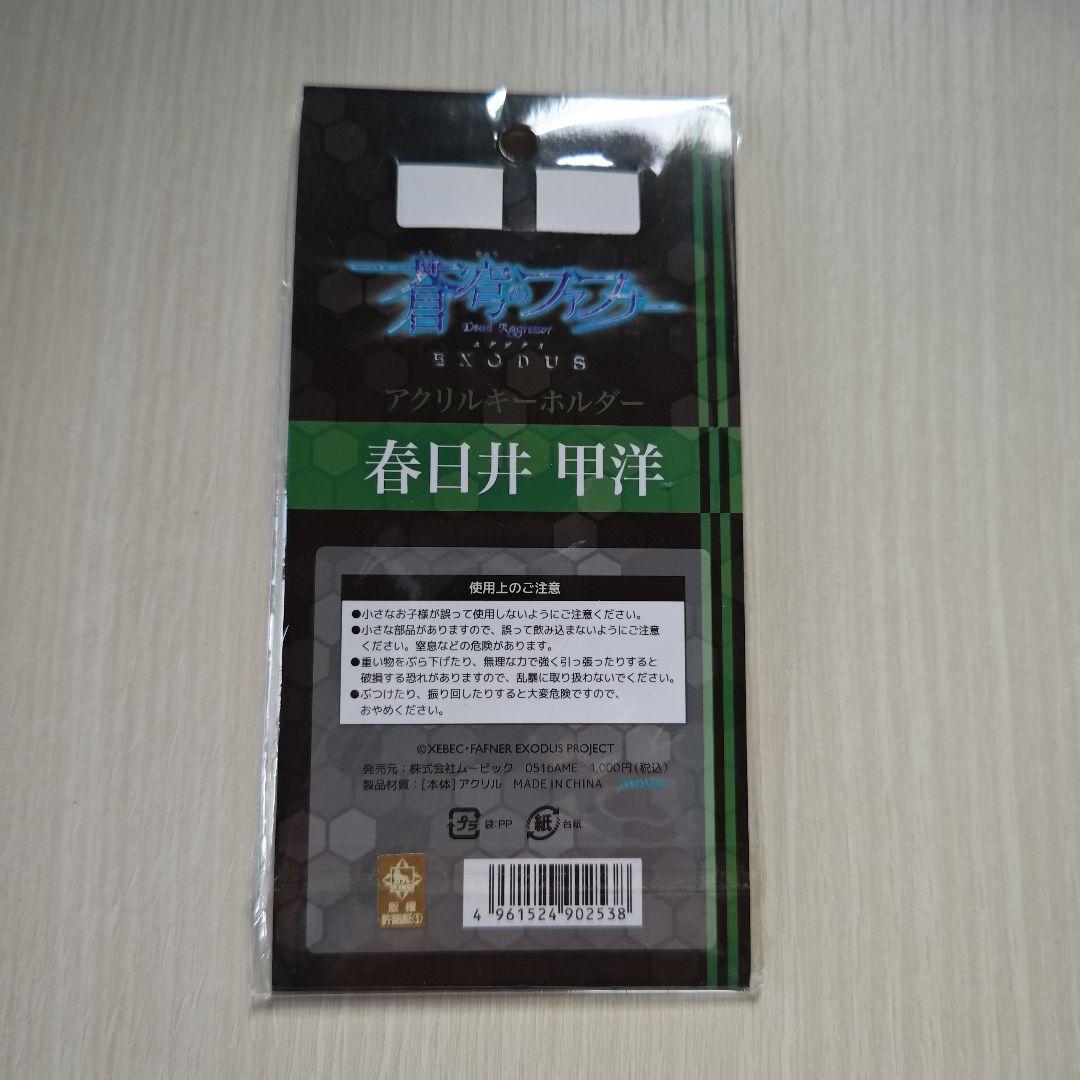 蒼穹のファフナー
Dead Aggressor
エグゾダス
EXODUS
アクリルキーホルダー
春日井 甲洋
使用上のご注意
●小さなお子様が誤って使用しないようにご注意ください。
●小さな部品がありますので、誤って飲み込まないようにご注意
ください。窒息などの危険があります。
●重い物をぶら下げたり、無理な力で強く引っ張ったりすると
破損する恐れがありますので、乱暴に取り扱わないでください。
●ぶつけたり、振り回したりすると大変危険ですので、
おやめください。
©XEBEC・FAFNER EXODUS PROJECT
発売元：株式会社ムービック 0516AME 1,000円(税込)
製品材質：[本体]アクリル MADE IN CHINA movic
プラ 袋:PP 紙 台紙
版権
許諾証①
4 961524 902538